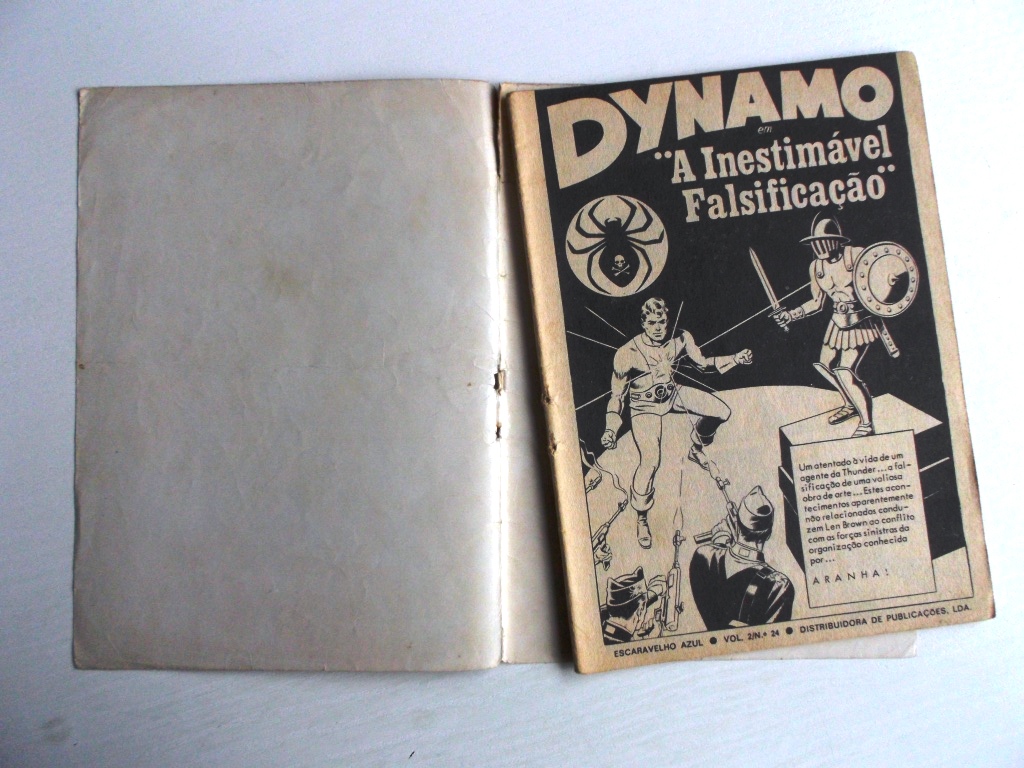 DYNAMO
em
"A Inestimável
Falsificação"
Um atentado à vida de um
agente da Thunder...a fal-
sificação de uma valiosa
obra de arte...Estes acon-
tecimentos aparentemente
não relacionados condu-
zem Len Brown ao conflito
com as forças sinistras da
organização conhecida
por...
ARANHA!
ESCARAVELHO AZUL ● VOL. 2/N.º 24 ● DISTRIBUIDORA DE PUBLICAÇÕES, LDA.